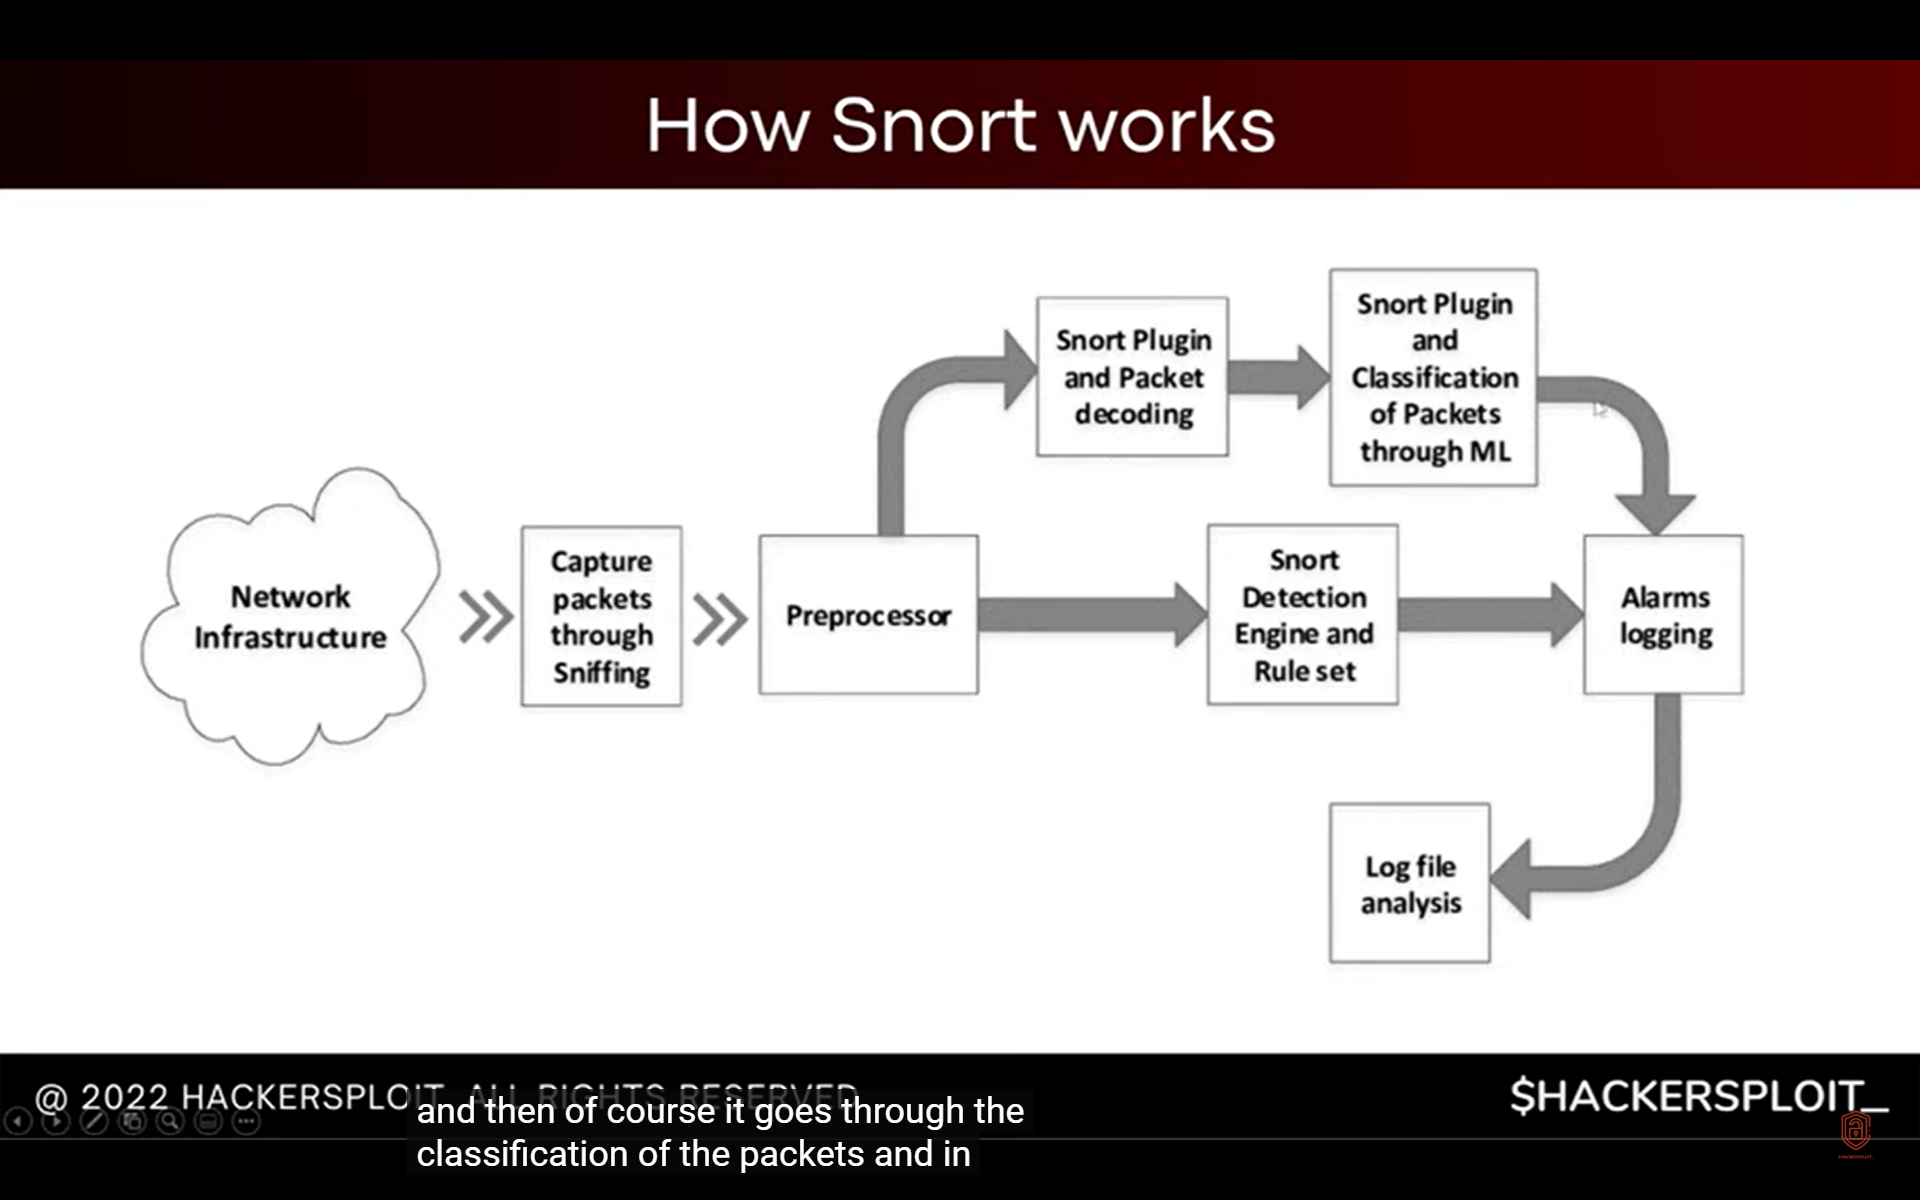 How Snort works
Snort Plugin
and Packet
decoding
Snort Plugin
and
Classification
of Packets
through ML
Network
Infrastructure
Capture
packets
through
Sniffing
Preprocessor
Snort
Detection
Engine and
Rule set
Alarms
logging
Log file
analysis
@ 2022 HACKERSPLOIT. ALL RIGHTS RESERVED
$HACKERSPLOIT_
and then of course it goes through the
classification of the packets and in